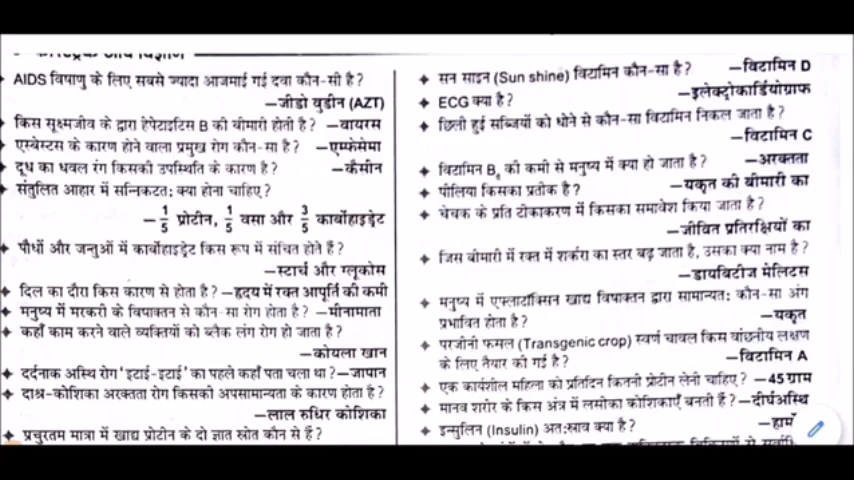 AIDS विषाणु के लिए सबसे ज्यादा आजमाई गई दवा कौन-सी है?
—जीडो वुडीन (AZT)
किस सूक्ष्मजीव के द्वारा हेपेटाइटिस B की बीमारी होती है? —वायरस
एस्बेस्टस के कारण होने वाला प्रमुख रोग कौन-सा है? —एम्फेसेमा
दूध का धवल रंग किसकी उपस्थिति के कारण है? —कैसीन
संतुलित आहार में सन्निकटतः क्या होना चाहिए?
—1/5 प्रोटीन, 1/5 वसा और 3/5 कार्बोहाइड्रेट
पौधों और जन्तुओं में कार्बोहाइड्रेट किस रूप में संचित होते हैं?
—स्टार्च और ग्लूकोस
दिल का दौरा किस कारण से होता है? —हृदय में रक्त आपूर्ति की कमी
मनुष्य में मरकरी के विषाक्तन से कौन-सा रोग होता है? —मीनामाता
कहाँ काम करने वाले व्यक्तियों को ब्लैक लंग रोग हो जाता है?
—कोयला खान
दर्दनाक अस्थि रोग 'इटाई-इटाई' का पहले कहाँ पता चला था? —जापान
दात्र-कोशिका अरक्तता रोग किसकी अपसामान्यता के कारण होता है?
—लाल रुधिर कोशिका
प्रचुरतम मात्रा में खाद्य प्रोटीन के दो ज्ञात स्रोत कौन से हैं?
सन साइन (Sun shine) विटामिन कौन-सा है? —विटामिन D
ECG क्या है? —इलेक्ट्रोकार्डियोग्राफ
छिली हुई सब्जियों को धोने से कौन-सा विटामिन निकल जाता है?
—विटामिन C
विटामिन B₆ की कमी से मनुष्य में क्या हो जाता है? —अरक्तता
पीलिया किसका प्रतीक है? —यकृत की बीमारी का
चेचक के प्रति टीकाकरण में किसका समावेश किया जाता है?
—जीवित प्रतिरक्षियों का
जिस बीमारी में रक्त में शर्करा का स्तर बढ़ जाता है, उसका क्या नाम है?
—डायबिटीज मेलिटस
मनुष्य में एफ्लाटॉक्सिन खाद्य विषाक्तन द्वारा सामान्यतः कौन-सा अंग
प्रभावित होता है? —यकृत
परजीनी फसल (Transgenic crop) स्वर्ण चावल किस वांछनीय लक्षण
के लिए तैयार की गई है? —विटामिन A
एक कार्यशील महिला को प्रतिदिन कितनी प्रोटीन लेनी चाहिए? —45 ग्राम
मानव शरीर के किस अंत्र में लसीका कोशिकाएँ बनती हैं? —दीर्घअस्थि
इन्सुलिन (Insulin) अतःस्राव क्या है?